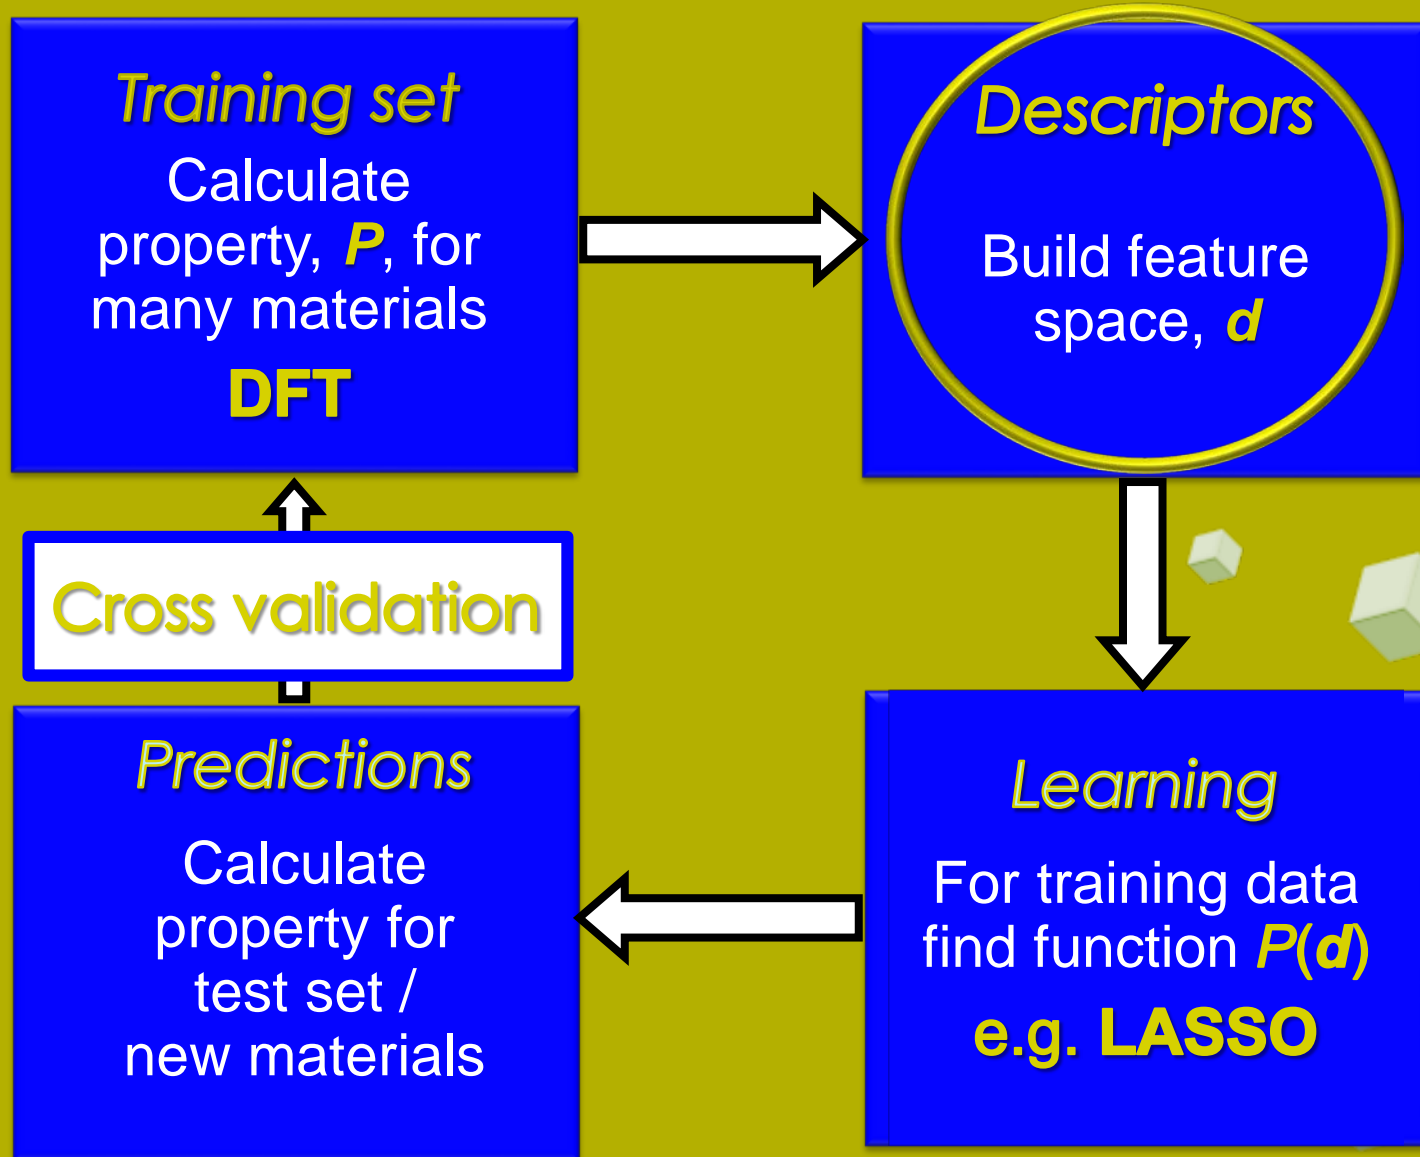 Training set
Calculate
property, P, for
many materials
DFT
Descriptors
Build feature
space, d
Cross validation
Predictions
Calculate
property for
test set /
new materials
Learning
For training data
find function P(d)
e.g. LASSO